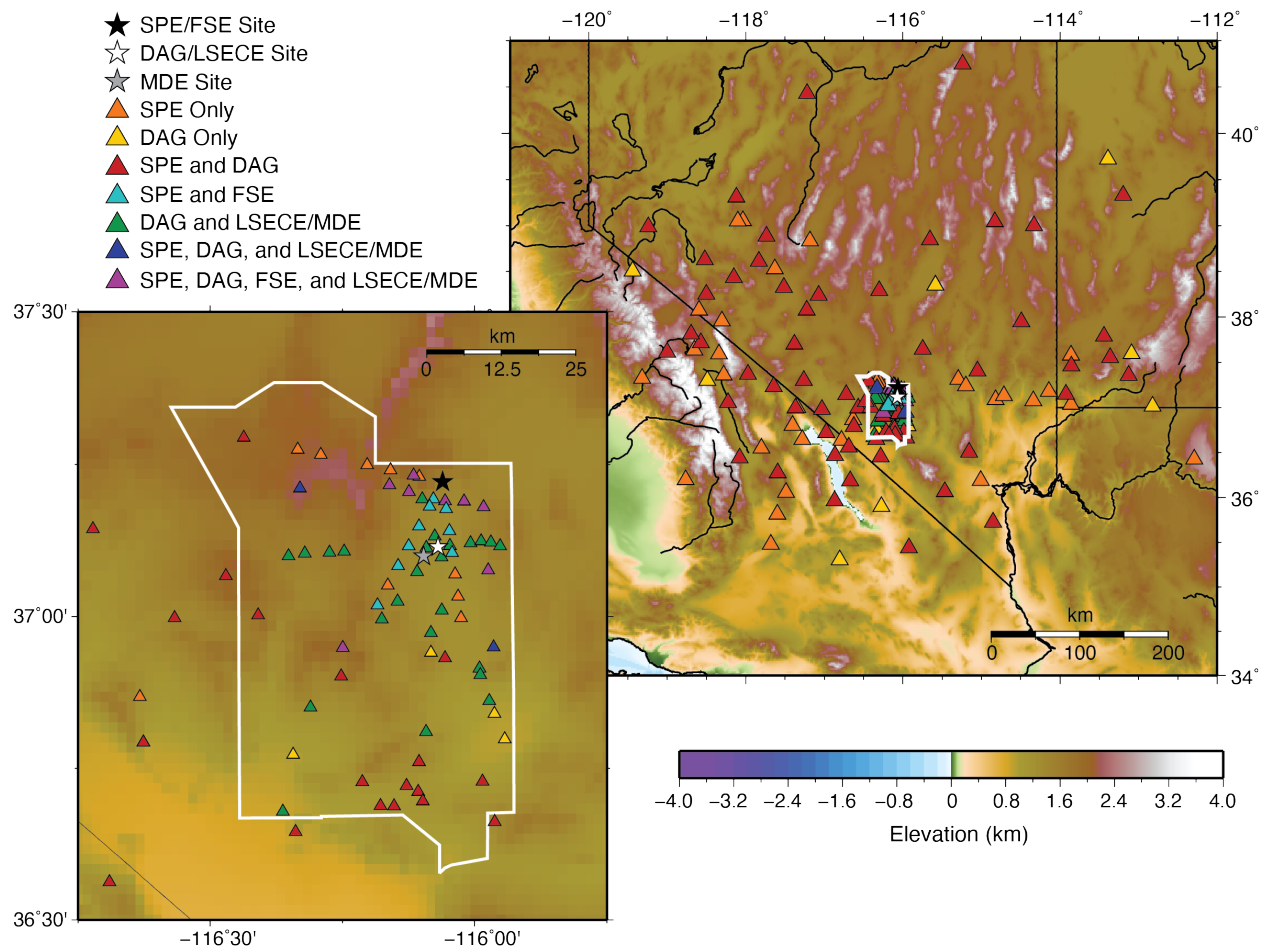 SPE/FSE Site
DAG/LSECE Site
MDE Site
SPE Only
DAG Only
SPE and DAG
SPE and FSE
DAG and LSECE/MDE
SPE, DAG, and LSECE/MDE
SPE, DAG, FSE, and LSECE/MDE
−120˚ −118˚ −116˚ −114˚ −112˚
40˚
38˚
36˚
34˚
km
0 100 200
37˚30'
37˚00'
36˚30'
km
0 12.5 25
−116˚30' −116˚00'
−4.0 −3.2 −2.4 −1.6 −0.8 0 0.8 1.6 2.4 3.2 4.0
Elevation (km)